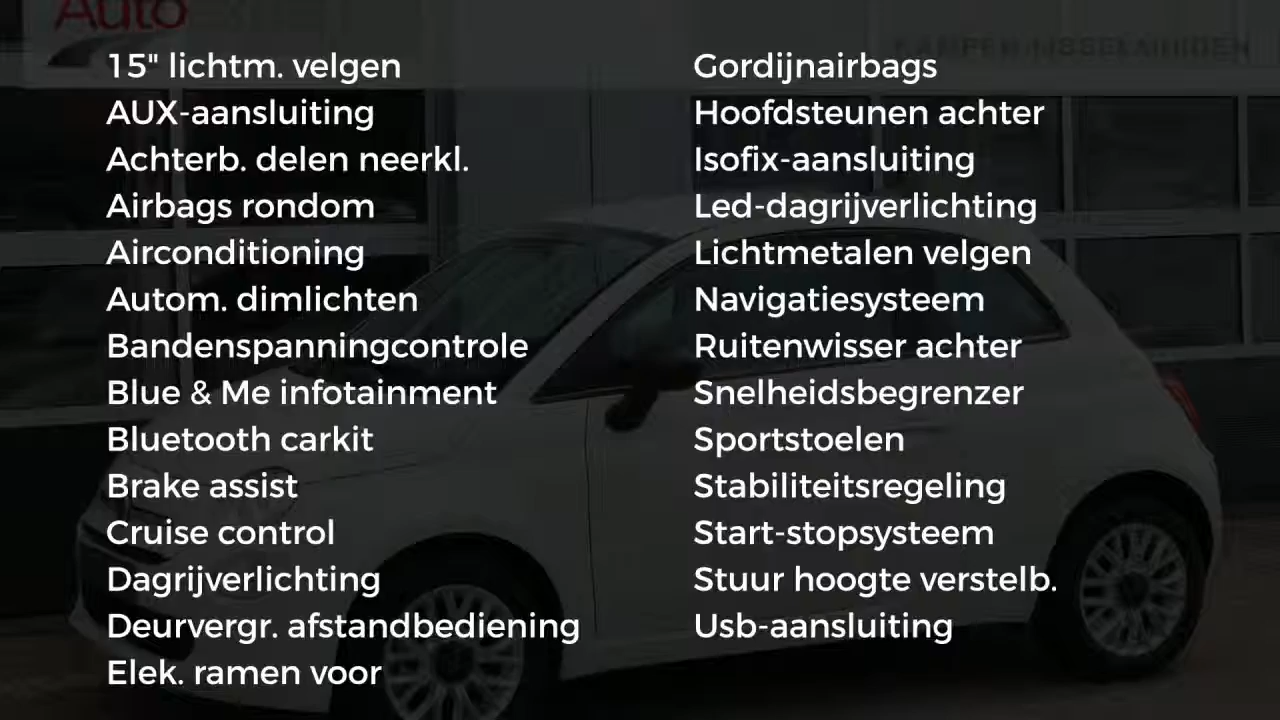 Auto
15" lichtm. velgen
AUX-aansluiting
Achterb. delen neerkl.
Airbags rondom
Airconditioning
Autom. dimlichten
Bandenspanningcontrole
Blue & Me infotainment
Bluetooth carkit
Brake assist
Cruise control
Dagrijverlichting
Deurvergr. afstandbediening
Elek. ramen voor
Gordijnairbags
Hoofdsteunen achter
Isofix-aansluiting
Led-dagrijverlichting
Lichtmetalen velgen
Navigatiesysteem
Ruitenwisser achter
Snelheidsbegrenzer
Sportstoelen
Stabiliteitsregeling
Start-stopsysteem
Stuur hoogte verstelb.
Usb-aansluiting